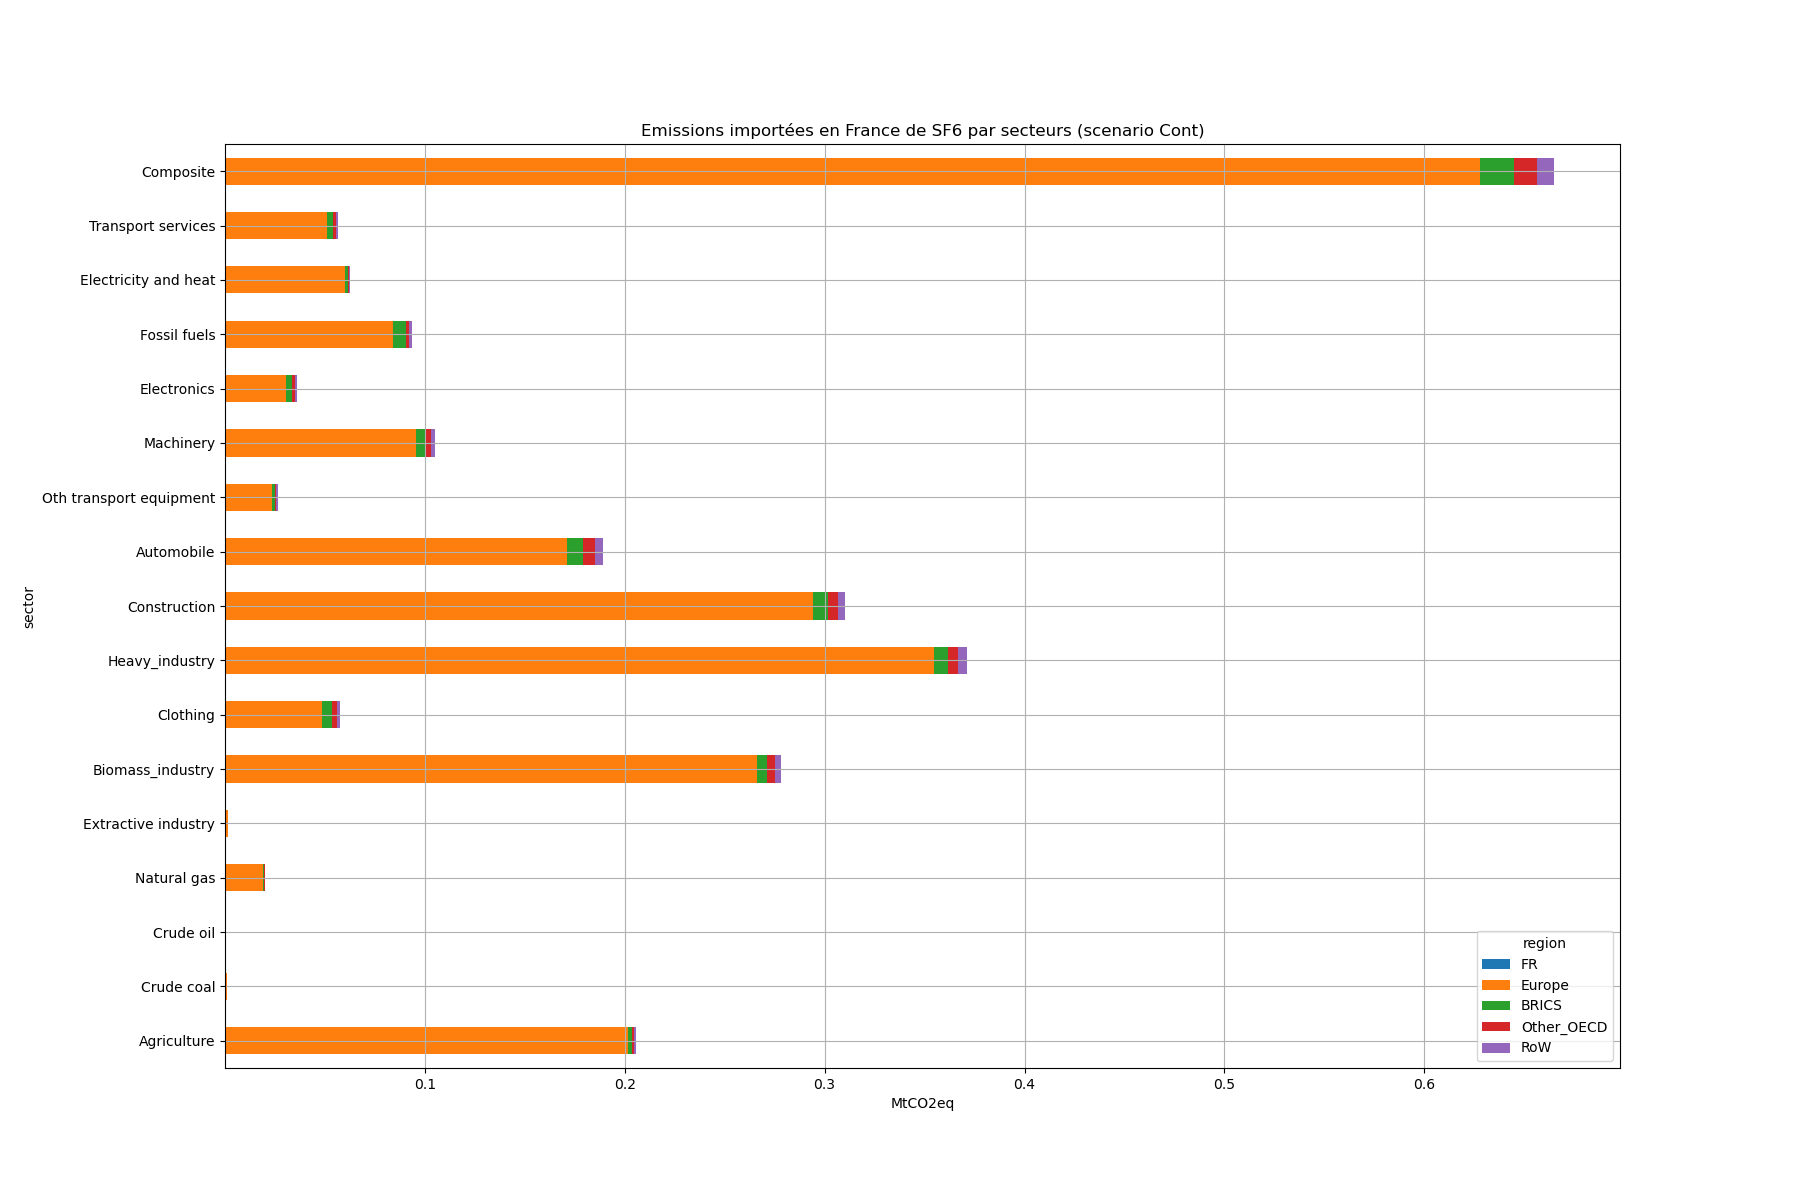 Emissions importées en France de SF6 par secteurs (scenario Cont)
sector
Composite
Transport services
Electricity and heat
Fossil fuels
Electronics
Machinery
Oth transport equipment
Automobile
Construction
Heavy_industry
Clothing
Biomass_industry
Extractive industry
Natural gas
Crude oil
Crude coal
Agriculture
region
FR
Europe
BRICS
Other_OECD
RoW
0.1 0.2 0.3 0.4 0.5 0.6
MtCO2eq